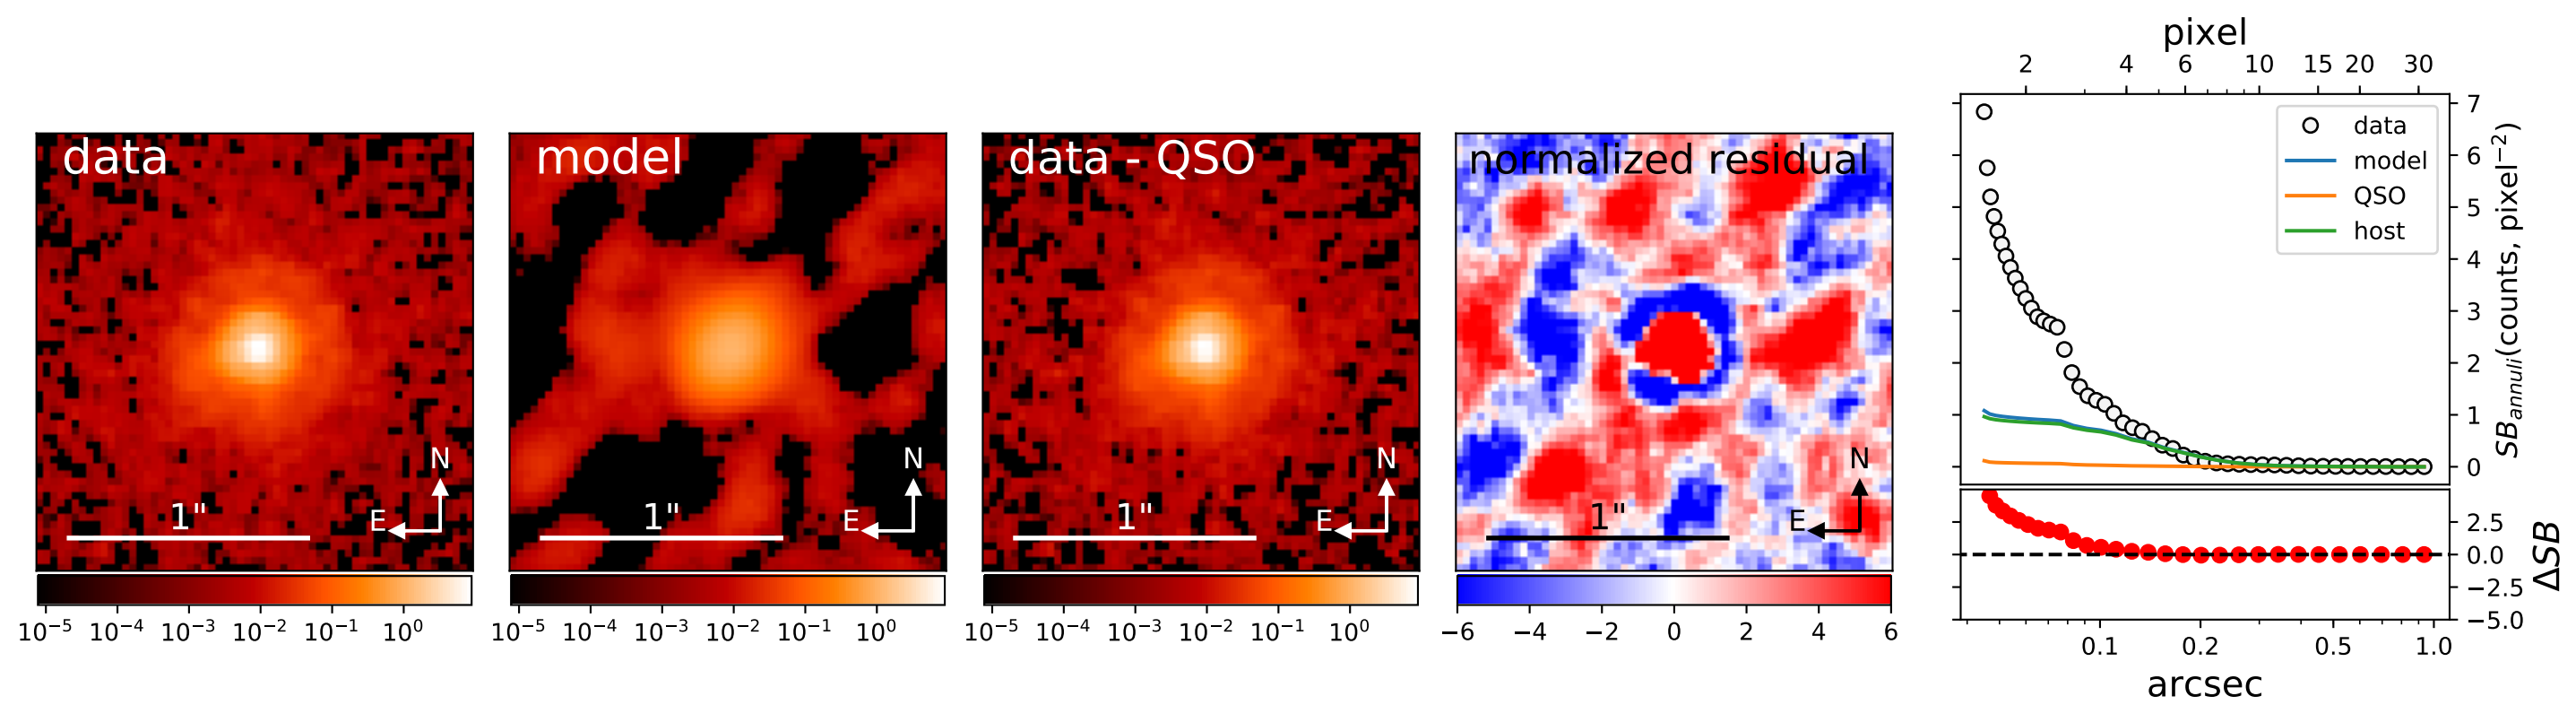 data
1"
N
E
10⁻⁵ 10⁻⁴ 10⁻³ 10⁻² 10⁻¹ 10⁰
model
1"
N
E
10⁻⁵ 10⁻⁴ 10⁻³ 10⁻² 10⁻¹ 10⁰
data - QSO
1"
N
E
10⁻⁵ 10⁻⁴ 10⁻³ 10⁻² 10⁻¹ 10⁰
normalized residual
1"
N
E
−6 −4 −2 0 2 4 6
pixel
2 4 6 10 15 20 30
data
model
QSO
host
7
6
5
4
3
2
1
0
SB_annuli(counts, pixel⁻²)
2.5
0.0
−2.5
−5.0
ΔSB
0.1 0.2 0.5 1.0
arcsec